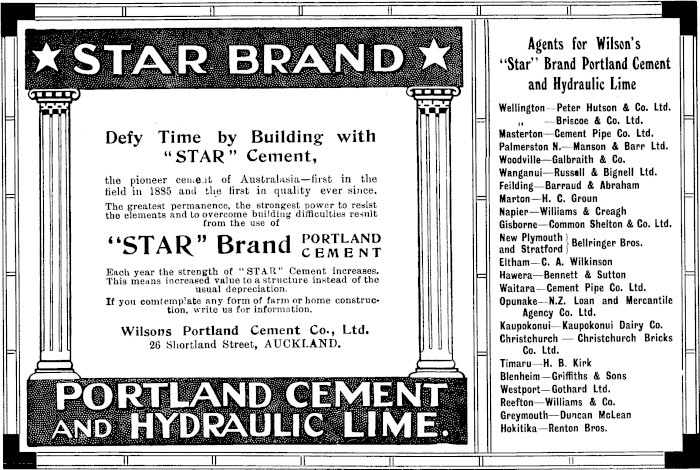 ★ STAR BRAND ★
Defy Time by Building with
"STAR" Cement,
the pioneer cement of Australasia—first in the
field in 1885 and the first in quality ever since.
The greatest permanence, the strongest power to resist
the elements and to overcome building difficulties result
from the use of
"STAR" Brand PORTLAND
CEMENT
Each year the strength of "STAR" Cement increases.
This means increased value to a structure instead of the
usual depreciation.
If you contemplate any form of farm or home construc-
tion, write us for information.
Wilsons Portland Cement Co., Ltd.
26 Shortland Street, AUCKLAND.
PORTLAND CEMENT
AND HYDRAULIC LIME.
Agents for Wilson's
"Star" Brand Portland Cement
and Hydraulic Lime
Wellington—Peter Hutson & Co. Ltd.
„ —Briscoe & Co. Ltd.
Masterton—Cement Pipe Co. Ltd.
Palmerston N.—Manson & Barr Ltd.
Woodville—Galbraith & Co.
Wanganui—Russell & Bignell Ltd.
Feilding—Barraud & Abraham
Marton—H. C. Groun
Napier—Williams & Creagh
Gisborne—Common Shelton & Co. Ltd.
New Plymouth
and Stratford } Bellringer Bros.
Eltham—C. A. Wilkinson
Hawera—Bennett & Sutton
Waitara—Cement Pipe Co. Ltd.
Opunake—N.Z. Loan and Mercantile
Agency Co. Ltd.
Kaupokonui—Kaupokonui Dairy Co.
Christchurch — Christchurch Bricks
Co. Ltd.
Timaru—H. B. Kirk
Blenheim—Griffiths & Sons
Westport—Gothard Ltd.
Reefton—Williams & Co.
Greymouth—Duncan McLean
Hokitika—Renton Bros.